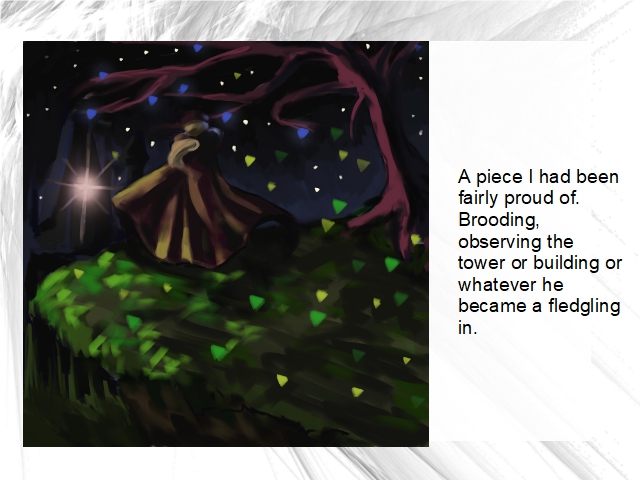 A piece I had been
fairly proud of.
Brooding,
observing the
tower or building or
whatever he
became a fledgling
in.